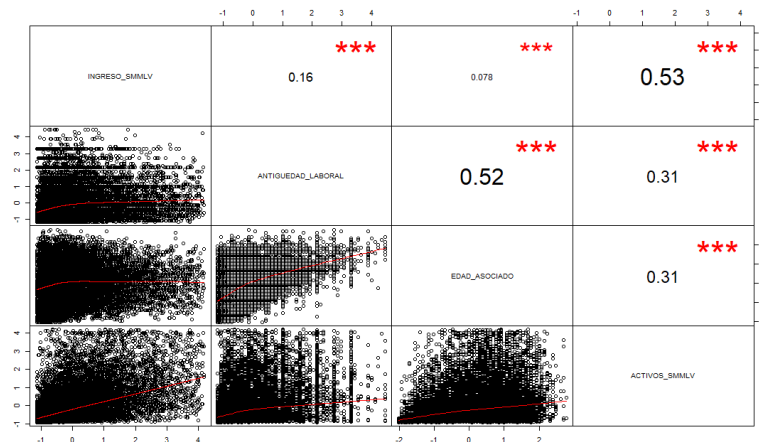 -1 0 1 2 3 4 -1 0 1 2 3 4
INGRESO_SMMLV
***
0.16
***
0.078
***
0.53
-1 0 1 2 3 4
ANTIGUEDAD_LABORAL
***
0.52
***
0.31
EDAD_ASOCIADO
***
0.31
-1 0 1 2 3 4
ACTIVOS_SMMLV
-1 0 1 2 3 4 -2 -1 0 1 2